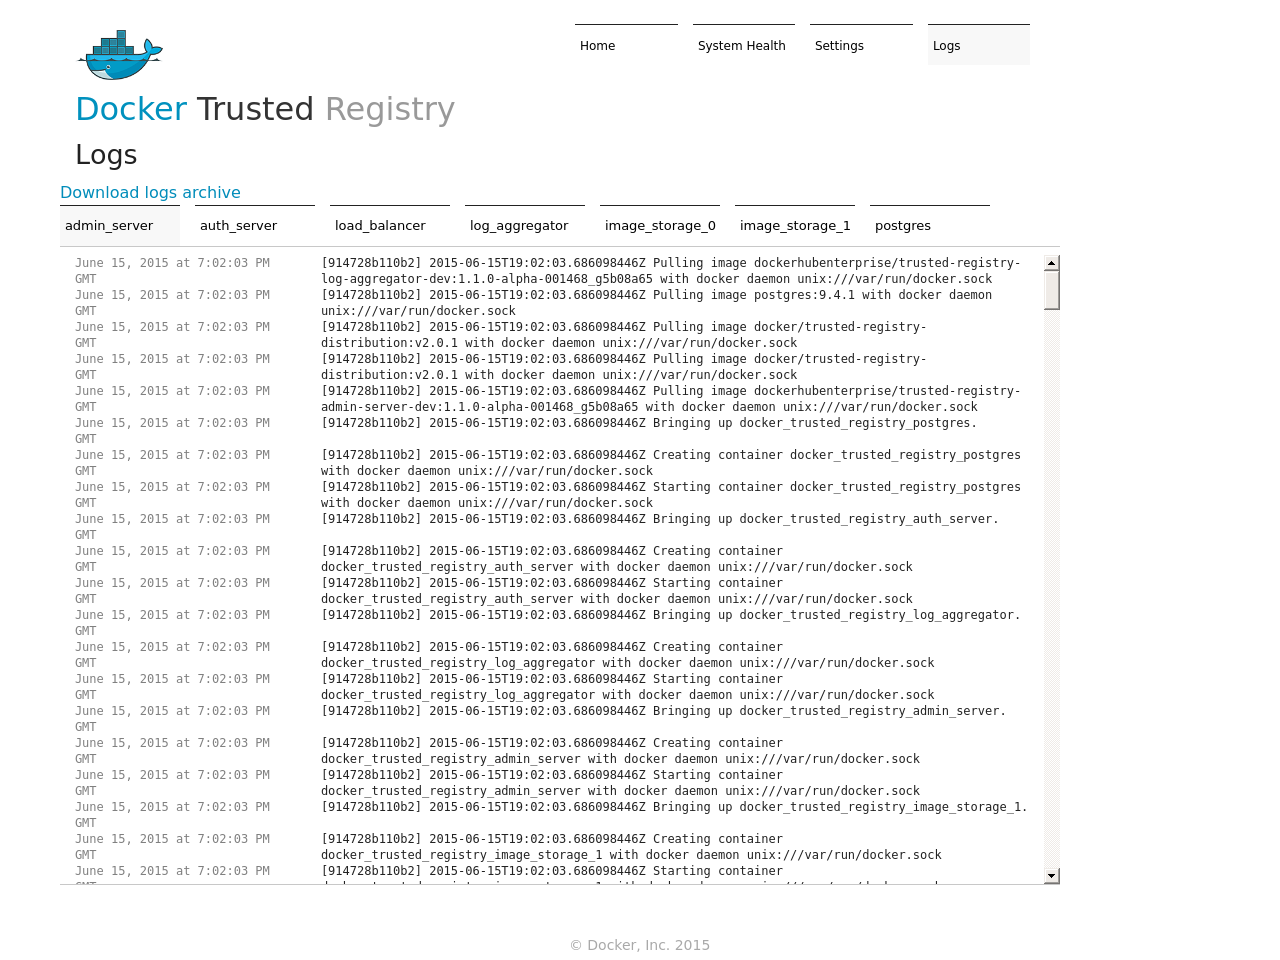 Home System Health Settings Logs
Docker Trusted Registry
Logs
Download logs archive
admin_server auth_server load_balancer log_aggregator image_storage_0 image_storage_1 postgres
June 15, 2015 at 7:02:03 PM [914728b110b2] 2015-06-15T19:02:03.686098446Z Pulling image dockerhubenterprise/trusted-registry-
GMT log-aggregator-dev:1.1.0-alpha-001468_g5b08a65 with docker daemon unix:///var/run/docker.sock
June 15, 2015 at 7:02:03 PM [914728b110b2] 2015-06-15T19:02:03.686098446Z Pulling image postgres:9.4.1 with docker daemon
GMT unix:///var/run/docker.sock
June 15, 2015 at 7:02:03 PM [914728b110b2] 2015-06-15T19:02:03.686098446Z Pulling image docker/trusted-registry-
GMT distribution:v2.0.1 with docker daemon unix:///var/run/docker.sock
June 15, 2015 at 7:02:03 PM [914728b110b2] 2015-06-15T19:02:03.686098446Z Pulling image docker/trusted-registry-
GMT distribution:v2.0.1 with docker daemon unix:///var/run/docker.sock
June 15, 2015 at 7:02:03 PM [914728b110b2] 2015-06-15T19:02:03.686098446Z Pulling image dockerhubenterprise/trusted-registry-
GMT admin-server-dev:1.1.0-alpha-001468_g5b08a65 with docker daemon unix:///var/run/docker.sock
June 15, 2015 at 7:02:03 PM [914728b110b2] 2015-06-15T19:02:03.686098446Z Bringing up docker_trusted_registry_postgres.
GMT
June 15, 2015 at 7:02:03 PM [914728b110b2] 2015-06-15T19:02:03.686098446Z Creating container docker_trusted_registry_postgres
GMT with docker daemon unix:///var/run/docker.sock
June 15, 2015 at 7:02:03 PM [914728b110b2] 2015-06-15T19:02:03.686098446Z Starting container docker_trusted_registry_postgres
GMT with docker daemon unix:///var/run/docker.sock
June 15, 2015 at 7:02:03 PM [914728b110b2] 2015-06-15T19:02:03.686098446Z Bringing up docker_trusted_registry_auth_server.
GMT
June 15, 2015 at 7:02:03 PM [914728b110b2] 2015-06-15T19:02:03.686098446Z Creating container
GMT docker_trusted_registry_auth_server with docker daemon unix:///var/run/docker.sock
June 15, 2015 at 7:02:03 PM [914728b110b2] 2015-06-15T19:02:03.686098446Z Starting container
GMT docker_trusted_registry_auth_server with docker daemon unix:///var/run/docker.sock
June 15, 2015 at 7:02:03 PM [914728b110b2] 2015-06-15T19:02:03.686098446Z Bringing up docker_trusted_registry_log_aggregator.
GMT
June 15, 2015 at 7:02:03 PM [914728b110b2] 2015-06-15T19:02:03.686098446Z Creating container
GMT docker_trusted_registry_log_aggregator with docker daemon unix:///var/run/docker.sock
June 15, 2015 at 7:02:03 PM [914728b110b2] 2015-06-15T19:02:03.686098446Z Starting container
GMT docker_trusted_registry_log_aggregator with docker daemon unix:///var/run/docker.sock
June 15, 2015 at 7:02:03 PM [914728b110b2] 2015-06-15T19:02:03.686098446Z Bringing up docker_trusted_registry_admin_server.
GMT
June 15, 2015 at 7:02:03 PM [914728b110b2] 2015-06-15T19:02:03.686098446Z Creating container
GMT docker_trusted_registry_admin_server with docker daemon unix:///var/run/docker.sock
June 15, 2015 at 7:02:03 PM [914728b110b2] 2015-06-15T19:02:03.686098446Z Starting container
GMT docker_trusted_registry_admin_server with docker daemon unix:///var/run/docker.sock
June 15, 2015 at 7:02:03 PM [914728b110b2] 2015-06-15T19:02:03.686098446Z Bringing up docker_trusted_registry_image_storage_1.
GMT
June 15, 2015 at 7:02:03 PM [914728b110b2] 2015-06-15T19:02:03.686098446Z Creating container
GMT docker_trusted_registry_image_storage_1 with docker daemon unix:///var/run/docker.sock
June 15, 2015 at 7:02:03 PM [914728b110b2] 2015-06-15T19:02:03.686098446Z Starting container
© Docker, Inc. 2015